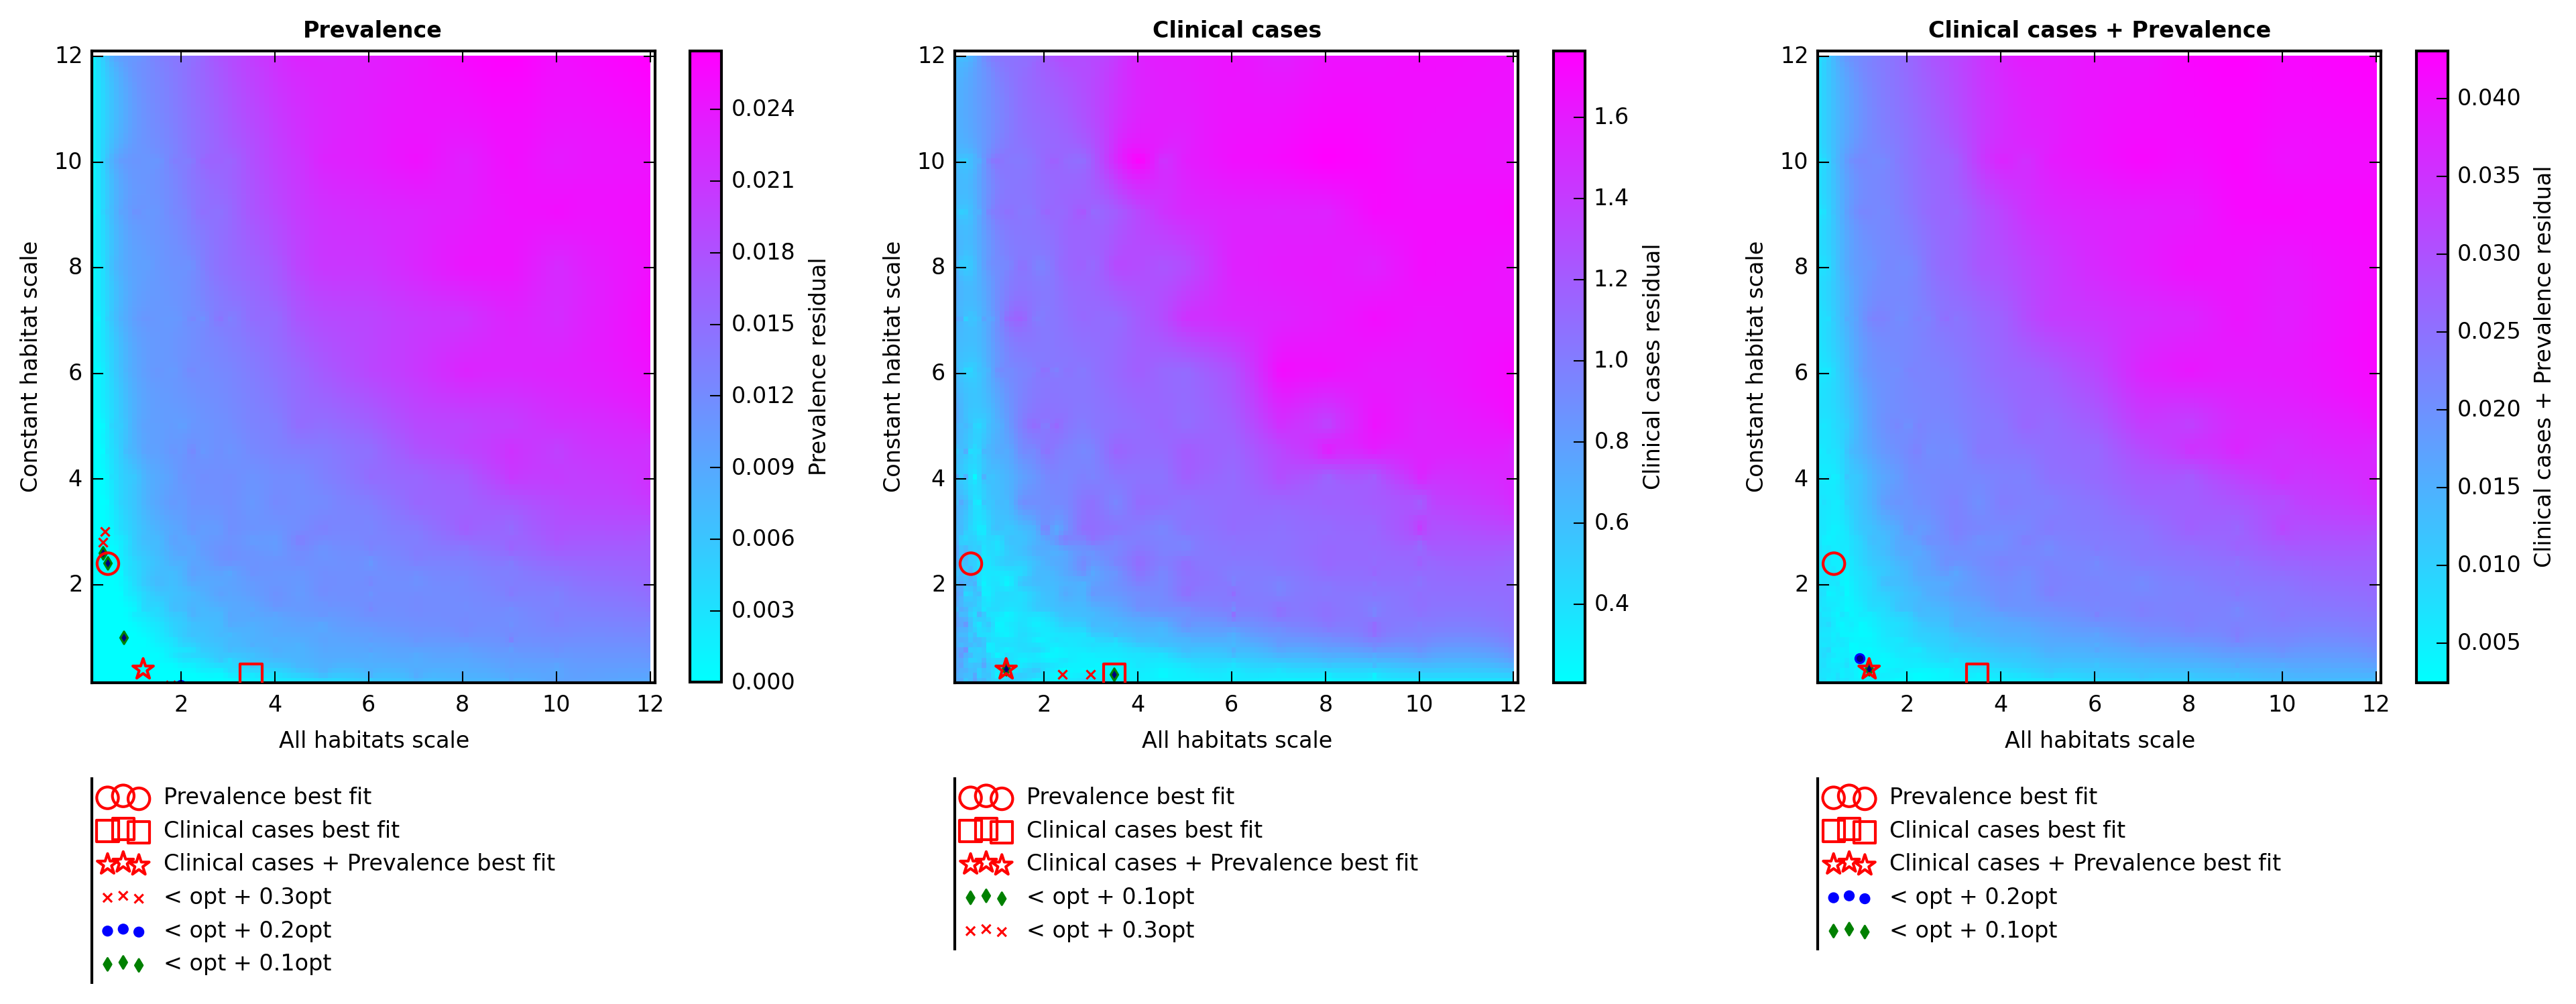 Prevalence
12
10
8
6
4
2
2 4 6 8 10 12
Constant habitat scale
All habitats scale
0.024
0.021
0.018
0.015
0.012
0.009
0.006
0.003
0.000
Prevalence residual
Prevalence best fit
Clinical cases best fit
Clinical cases + Prevalence best fit
< opt + 0.3opt
< opt + 0.2opt
< opt + 0.1opt
Clinical cases
12
10
8
6
4
2
2 4 6 8 10 12
Constant habitat scale
All habitats scale
1.6
1.4
1.2
1.0
0.8
0.6
0.4
Clinical cases residual
Prevalence best fit
Clinical cases best fit
Clinical cases + Prevalence best fit
< opt + 0.1opt
< opt + 0.3opt
Clinical cases + Prevalence
12
10
8
6
4
2
2 4 6 8 10 12
Constant habitat scale
All habitats scale
0.040
0.035
0.030
0.025
0.020
0.015
0.010
0.005
Clinical cases + Prevalence residual
Prevalence best fit
Clinical cases best fit
Clinical cases + Prevalence best fit
< opt + 0.2opt
< opt + 0.1opt